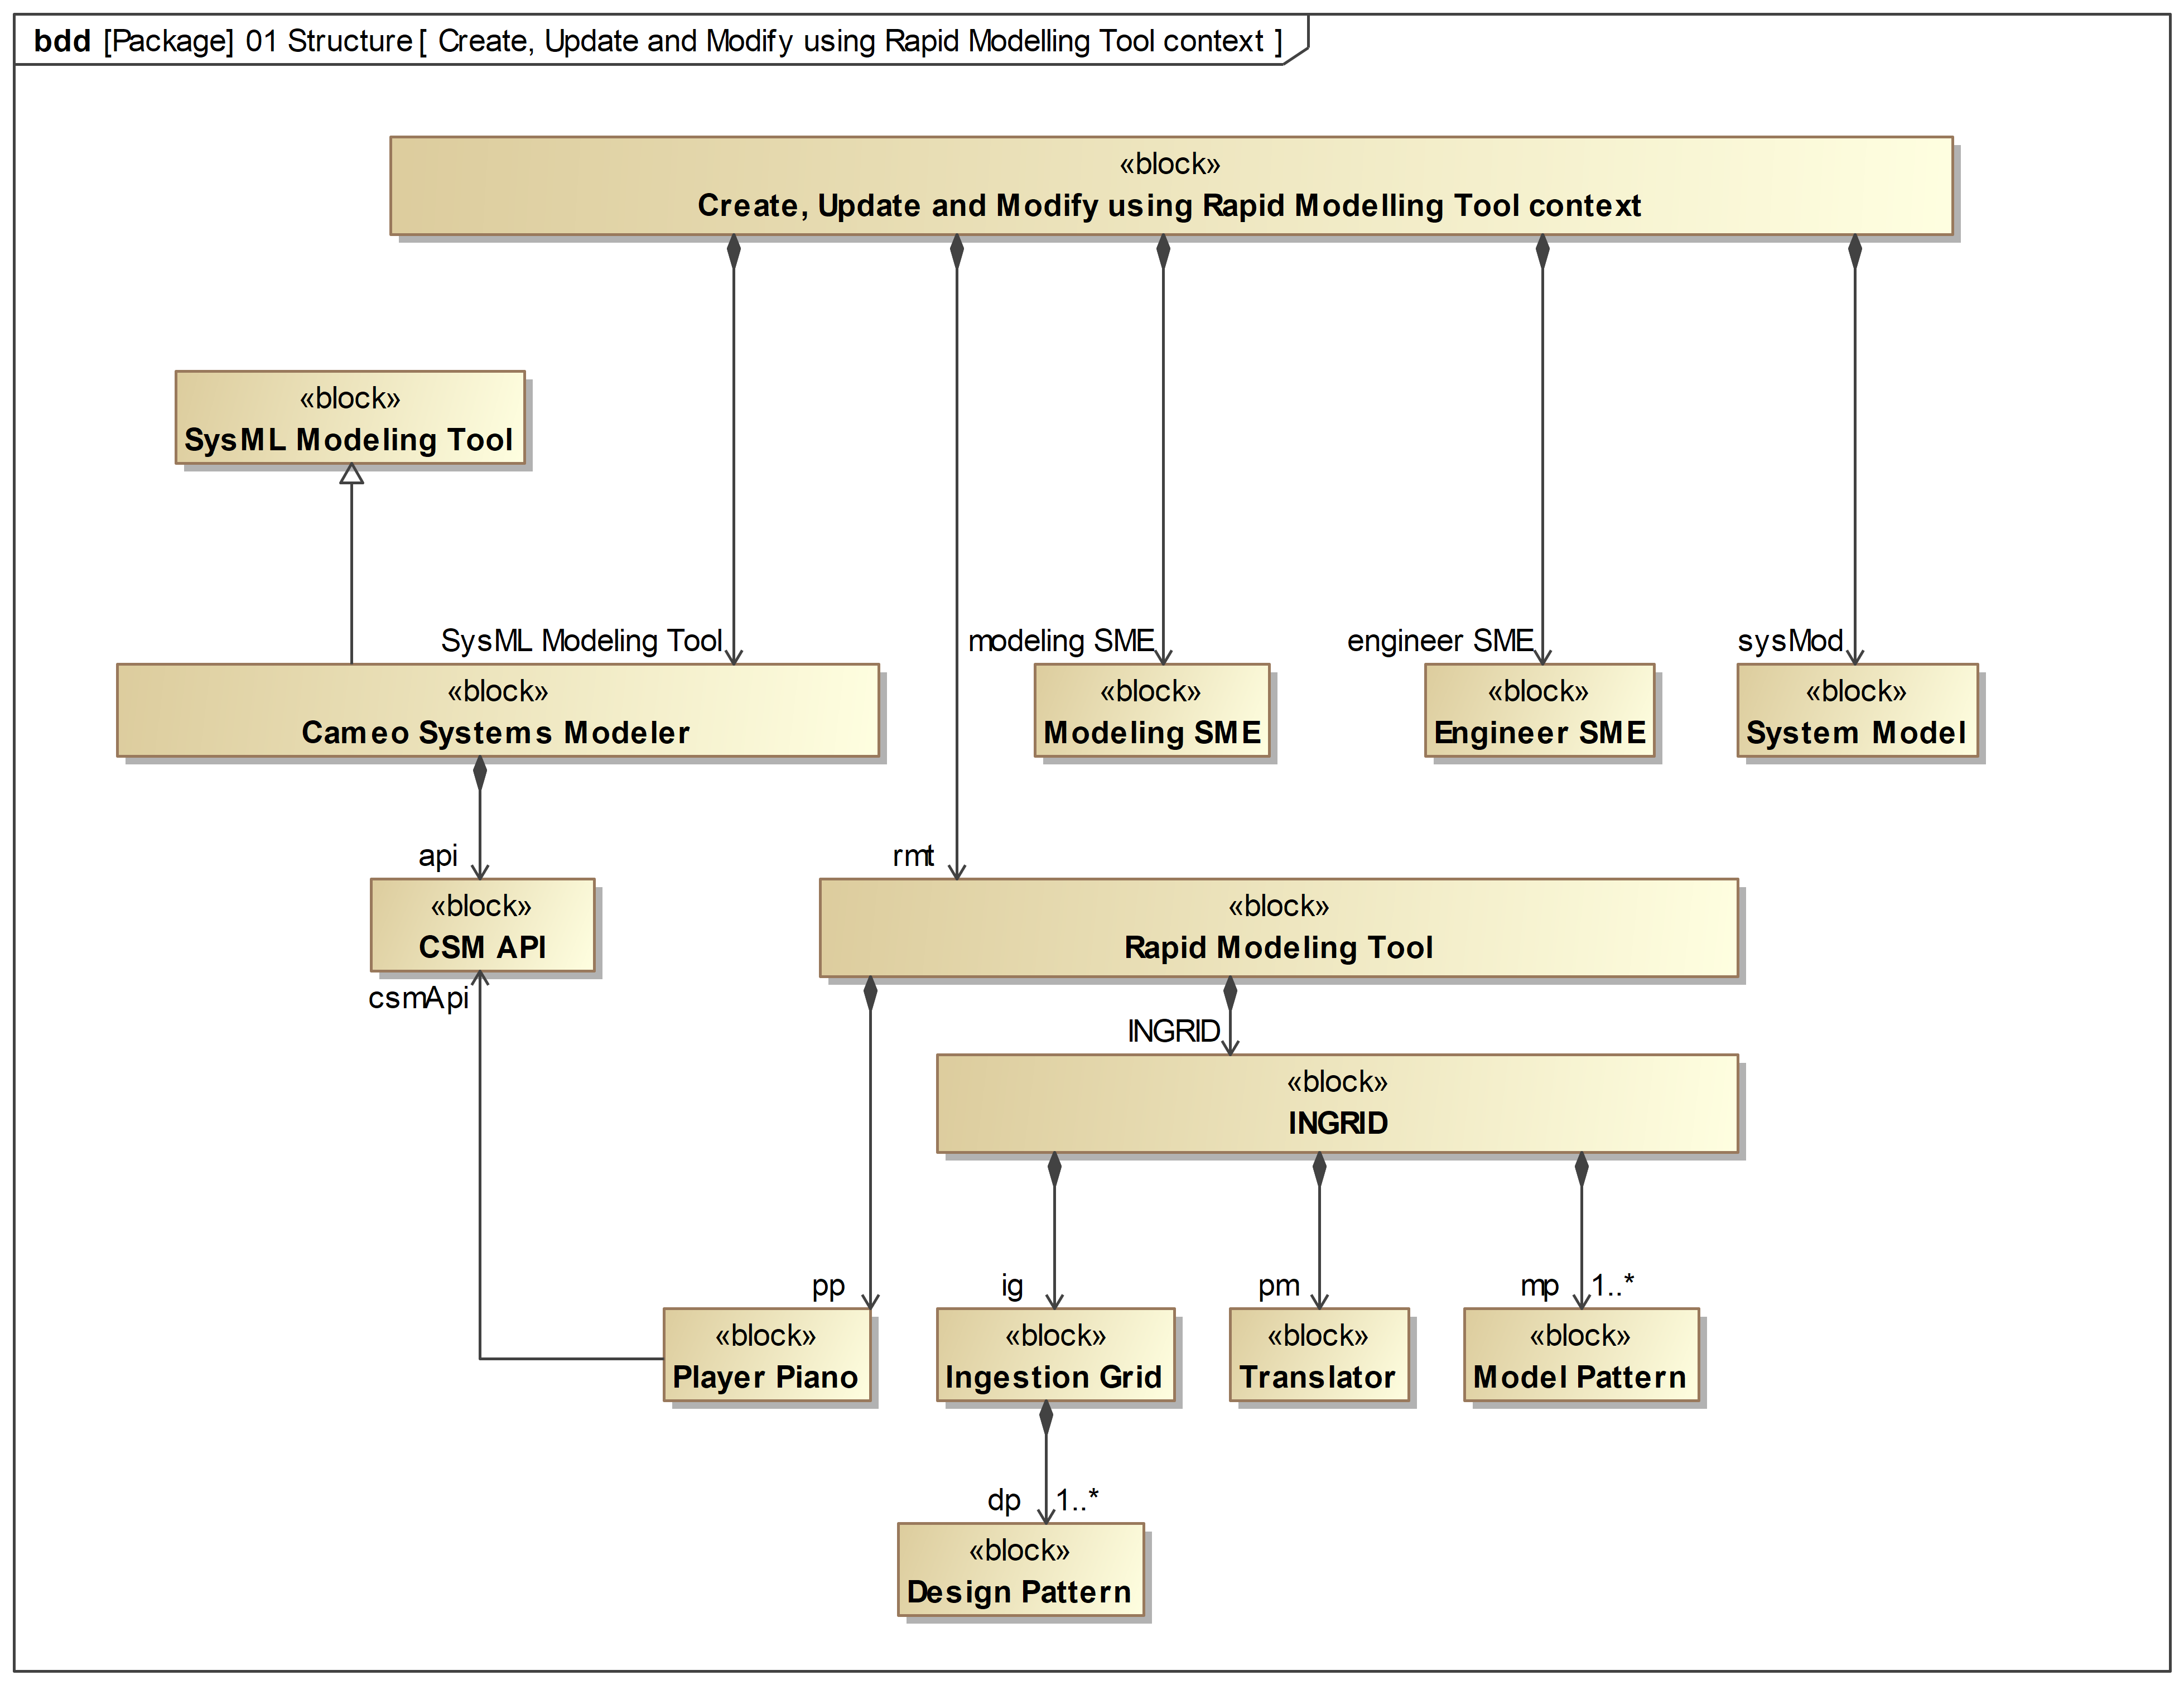 bdd [Package] 01 Structure [ Create, Update and Modify using Rapid Modelling Tool context ]
«block»
Create, Update and Modify using Rapid Modelling Tool context
«block»
SysML Modeling Tool
SysML Modeling Tool
modeling SME
engineer SME
sysMod
«block»
Cameo Systems Modeler
«block»
Modeling SME
«block»
Engineer SME
«block»
System Model
api
rmt
«block»
CSM API
«block»
Rapid Modeling Tool
csmApi
INGRID
«block»
INGRID
pp
ig
pm
mp 1..*
«block»
Player Piano
«block»
Ingestion Grid
«block»
Translator
«block»
Model Pattern
dp 1..*
«block»
Design Pattern